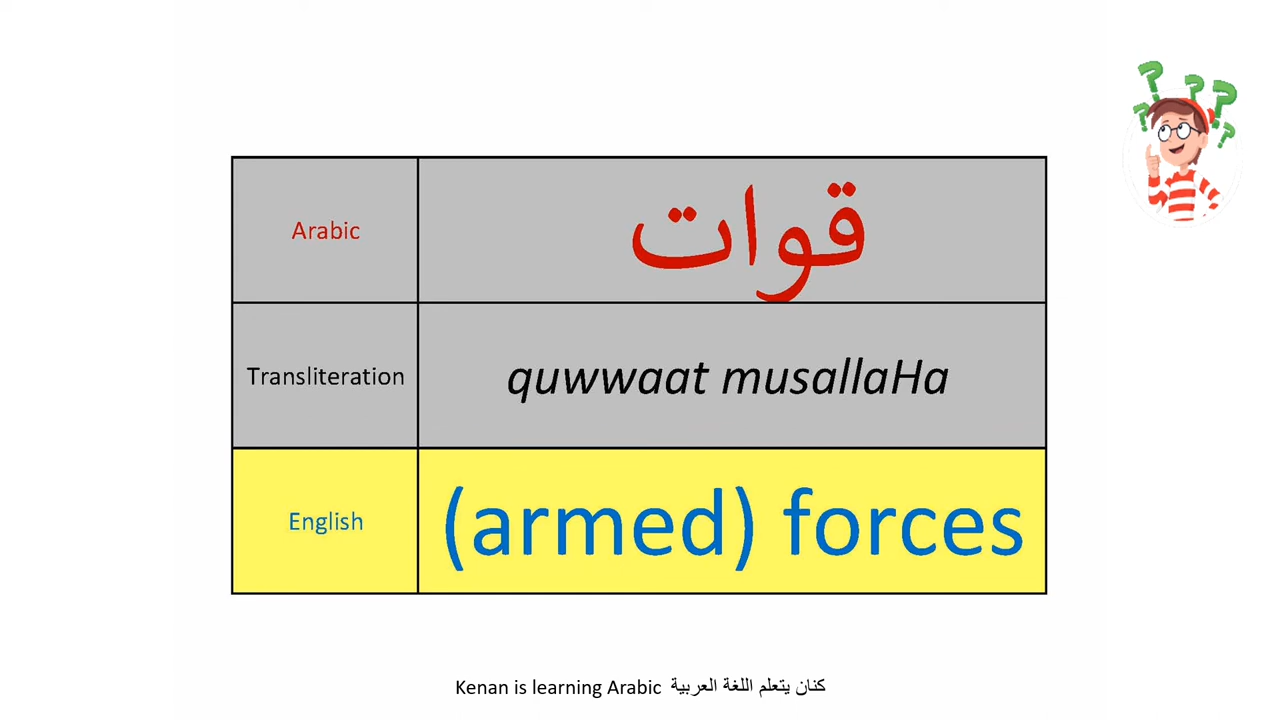 Arabic
قوات
Transliteration
quwwaat musallaHa
English
(armed) forces
Kenan is learning Arabic كنان يتعلم اللغة العربية